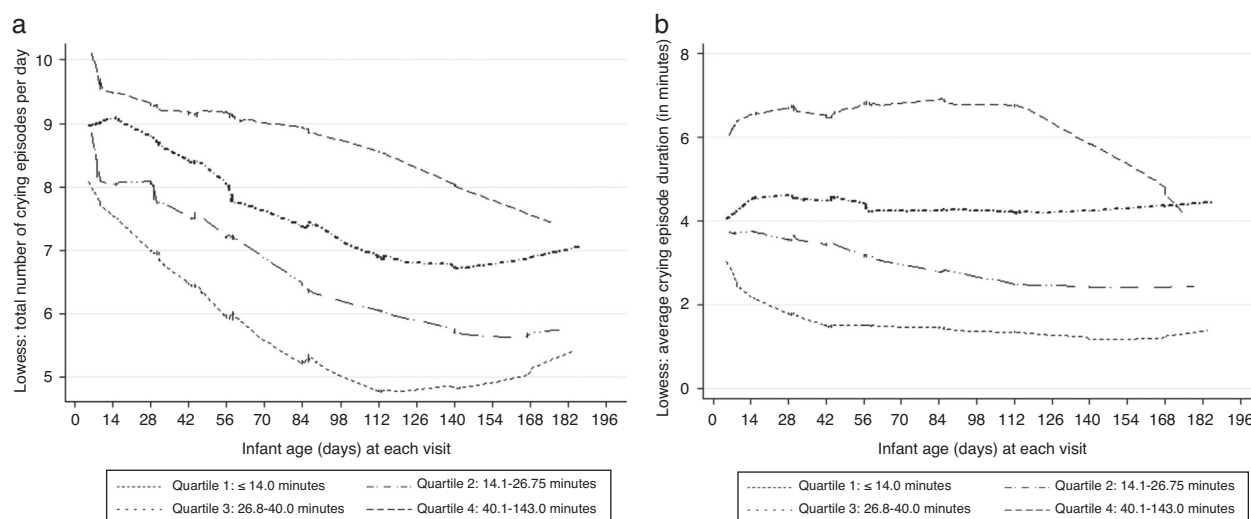 a
Lowess: total number of crying episodes per day
10
9
8
7
6
5
0 14 28 42 56 70 84 98 112 126 140 154 168 182 196
Infant age (days) at each visit
Quartile 1: ≤ 14.0 minutes
Quartile 2: 14.1-26.75 minutes
Quartile 3: 26.8-40.0 minutes
Quartile 4: 40.1-143.0 minutes
b
Lowess: average crying episode duration (in minutes)
8
6
4
2
0
0 14 28 42 56 70 84 98 112 126 140 154 168 182 196
Infant age (days) at each visit
Quartile 1: ≤ 14.0 minutes
Quartile 2: 14.1-26.75 minutes
Quartile 3: 26.8-40.0 minutes
Quartile 4: 40.1-143.0 minutes